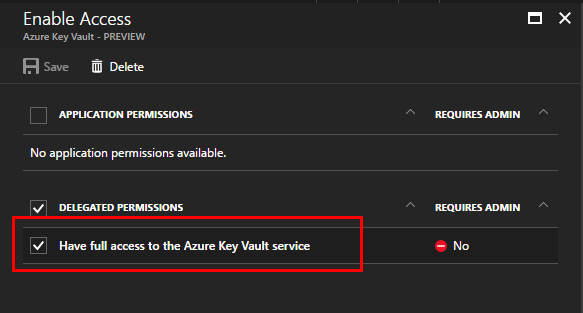 Enable Access
Azure Key Vault - PREVIEW
Save Delete
APPLICATION PERMISSIONS REQUIRES ADMIN
No application permissions available.
DELEGATED PERMISSIONS REQUIRES ADMIN
Have full access to the Azure Key Vault service No